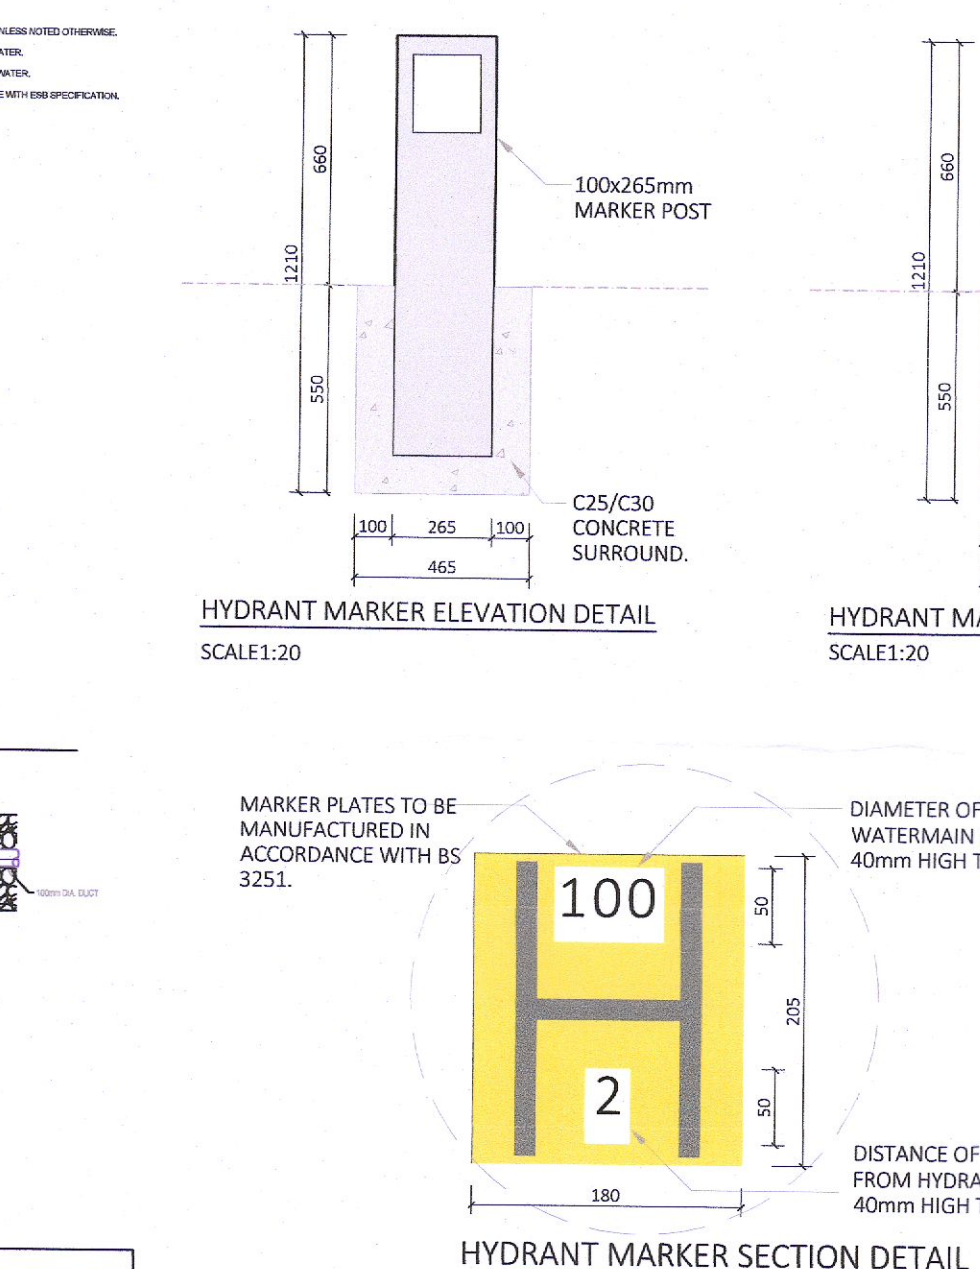 NLESS NOTED OTHERWISE.
ATER.
WATER.
E WITH ESB SPECIFICATION.
660
1210
550
100x265mm
MARKER POST
C25/C30
CONCRETE
SURROUND.
100 265 100
465
HYDRANT MARKER ELEVATION DETAIL
SCALE1:20
660
1210
550
HYDRANT MA
SCALE1:20
100mm DIA. DUCT
MARKER PLATES TO BE
MANUFACTURED IN
ACCORDANCE WITH BS
3251.
DIAMETER OF
WATERMAIN
40mm HIGH T
H
100
2
50
205
50
180
DISTANCE OF
FROM HYDRA
40mm HIGH T
HYDRANT MARKER SECTION DETAIL